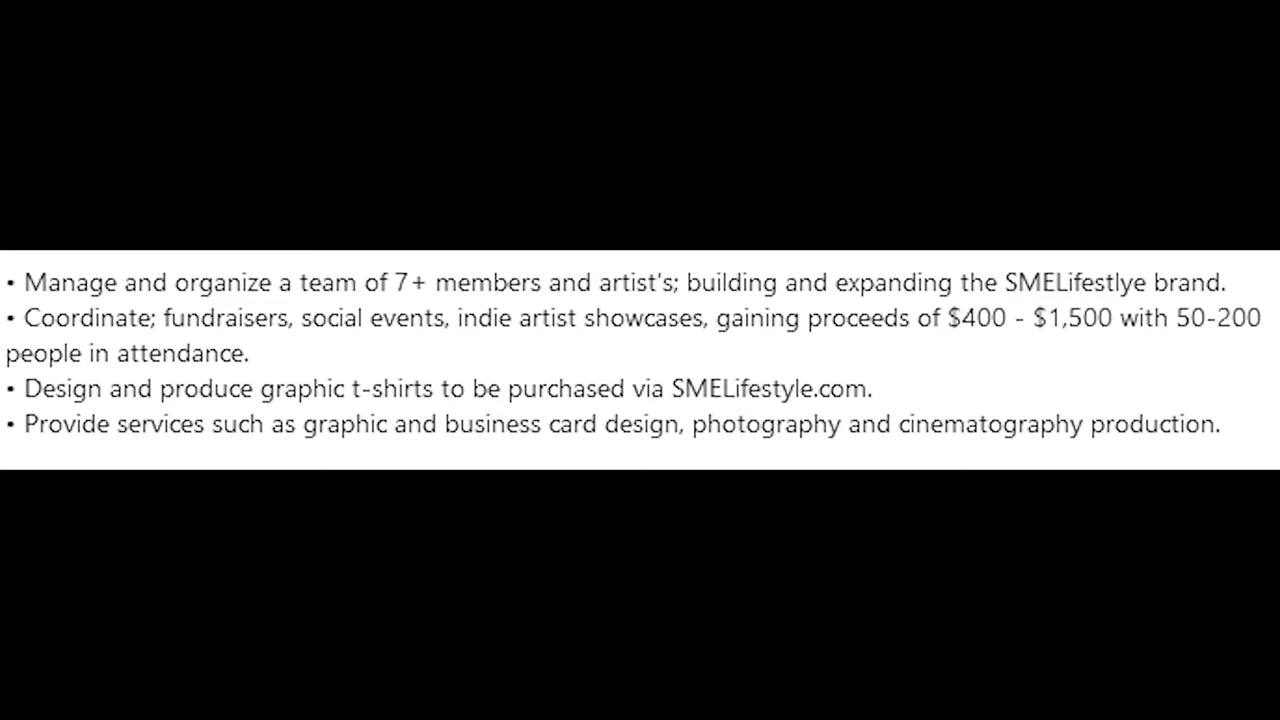 • Manage and organize a team of 7+ members and artist's; building and expanding the SMELifestlye brand.
• Coordinate; fundraisers, social events, indie artist showcases, gaining proceeds of $400 - $1,500 with 50-200
people in attendance.
• Design and produce graphic t-shirts to be purchased via SMELifestyle.com.
• Provide services such as graphic and business card design, photography and cinematography production.